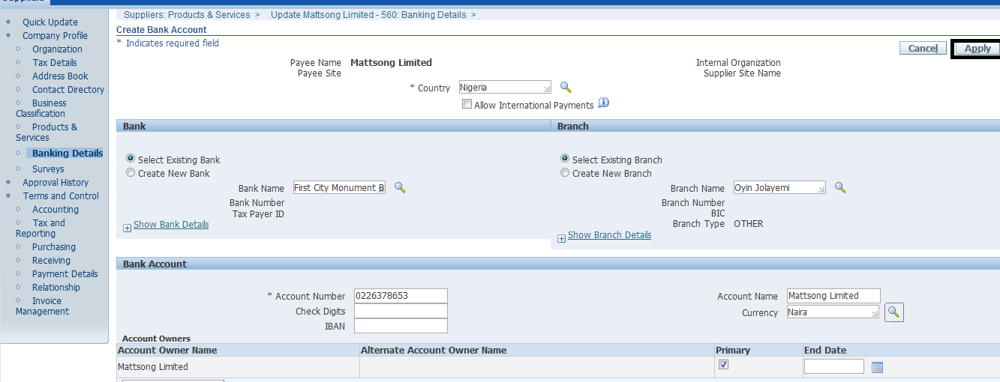 Suppliers: Products & Services > Update Mattsong Limited - 560: Banking Details >
Quick Update
Company Profile
Organization
Tax Details
Address Book
Contact Directory
Business
Classification
Products &
Services
Banking Details
Surveys
Approval History
Terms and Control
Accounting
Tax and
Reporting
Purchasing
Receiving
Payment Details
Relationship
Invoice
Management
Create Bank Account
* Indicates required field
Cancel Apply
Payee Name Mattsong Limited Internal Organization
Payee Site Supplier Site Name
* Country Nigeria
Allow International Payments
Bank Branch
Select Existing Bank Select Existing Branch
Create New Bank Create New Branch
Bank Name First City Monument B Branch Name Oyin Jolayemi
Bank Number Branch Number
Tax Payer ID BIC
Branch Type OTHER
Show Bank Details
Show Branch Details
Bank Account
* Account Number 0226378653 Account Name Mattsong Limited
Check Digits Currency Naira
IBAN
Account Owners
Account Owner Name Alternate Account Owner Name Primary End Date
Mattsong Limited